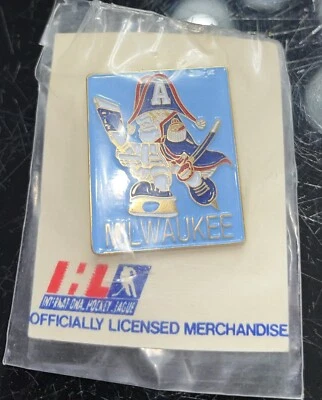 A
MILWAUKEE
IHL
INTERNATIONAL HOCKEY LEAGUE
OFFICIALLY LICENSED MERCHANDISE